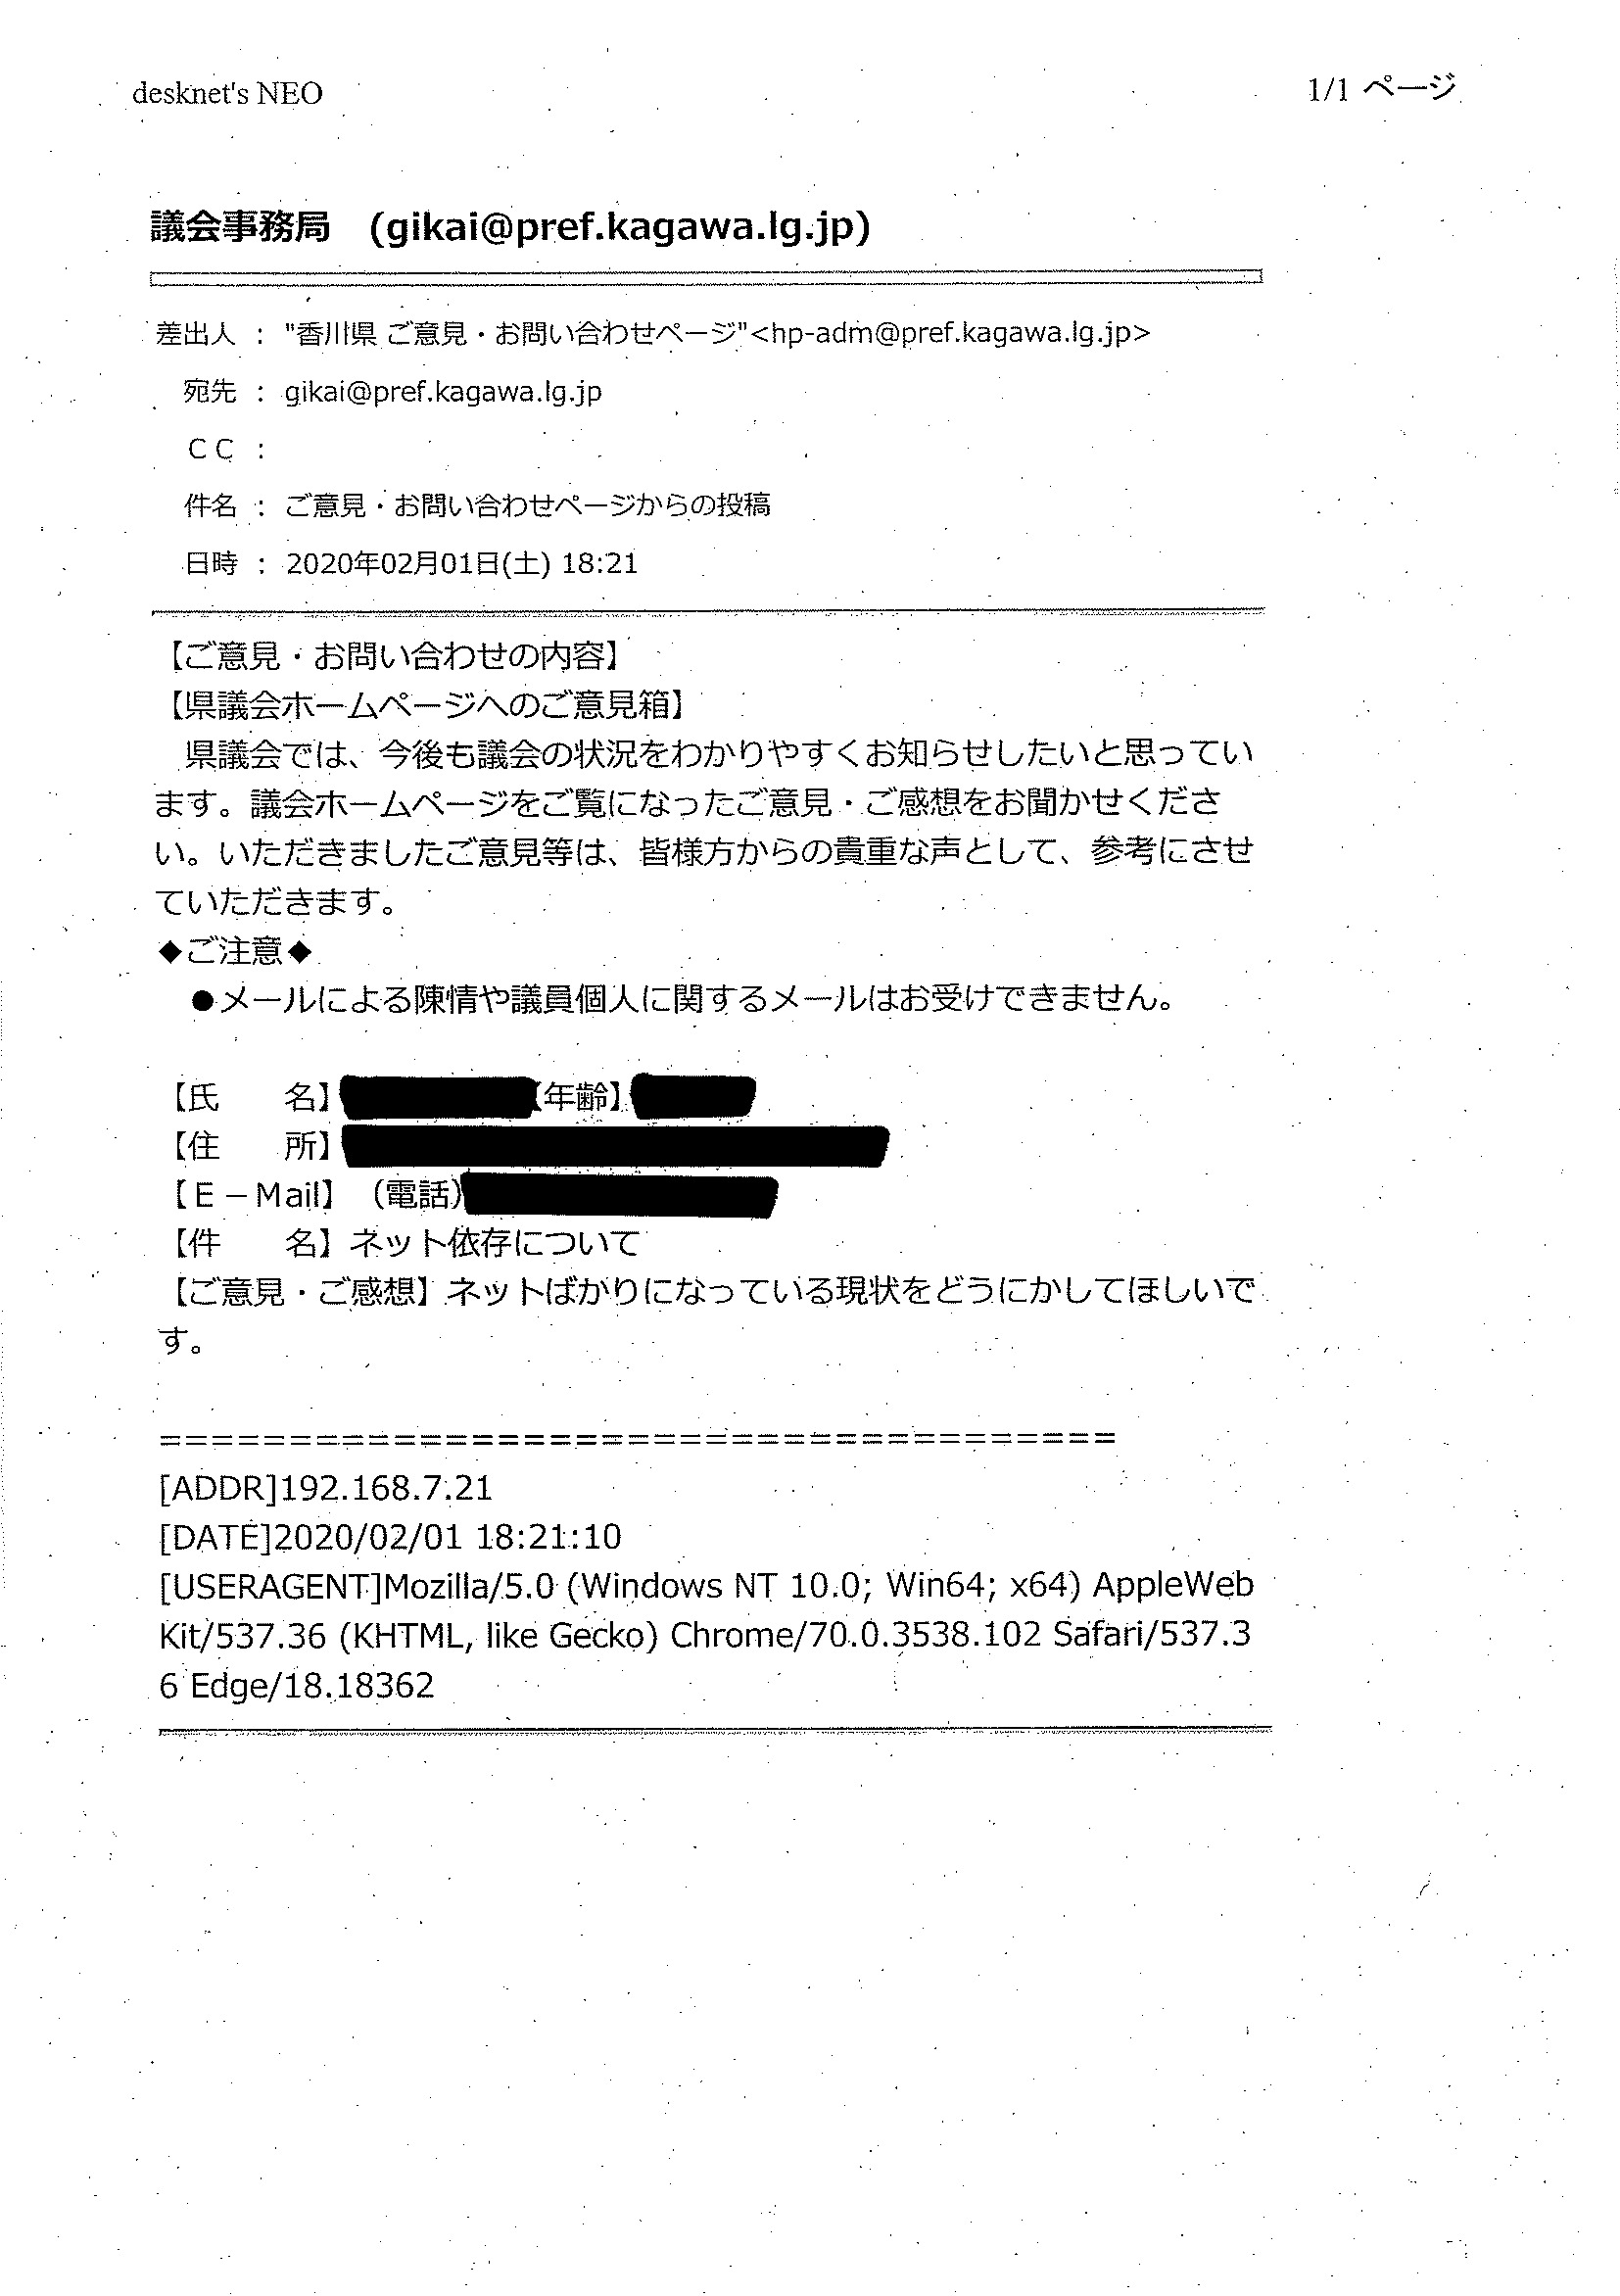 desknet's NEO
1/1 ページ
議会事務局　(gikai@pref.kagawa.lg.jp)
差出人 ： "香川県 ご意見・お問い合わせページ"<hp-adm@pref.kagawa.lg.jp>
宛先 ： gikai@pref.kagawa.lg.jp
ＣＣ ：
件名 ： ご意見・お問い合わせページからの投稿
日時 ： 2020年02月01日(土) 18:21
【ご意見・お問い合わせの内容】
【県議会ホームページへのご意見箱】
　県議会では、今後も議会の状況をわかりやすくお知らせしたいと思ってい
ます。議会ホームページをご覧になったご意見・ご感想をお聞かせくださ
い。いただきましたご意見等は、皆様方からの貴重な声として、参考にさせ
ていただきます。
◆ご注意◆
　●メールによる陳情や議員個人に関するメールはお受けできません。
【氏　　名】【年齢】
【住　　所】
【Ｅ－Mail】（電話）
【件　　名】ネット依存について
【ご意見・ご感想】ネットばかりになっている現状をどうにかしてほしいで
す。
=====================================
[ADDR]192.168.7.21
[DATE]2020/02/01 18:21:10
[USERAGENT]Mozilla/5.0 (Windows NT 10.0; Win64; x64) AppleWeb
Kit/537.36 (KHTML, like Gecko) Chrome/70.0.3538.102 Safari/537.3
6 Edge/18.18362